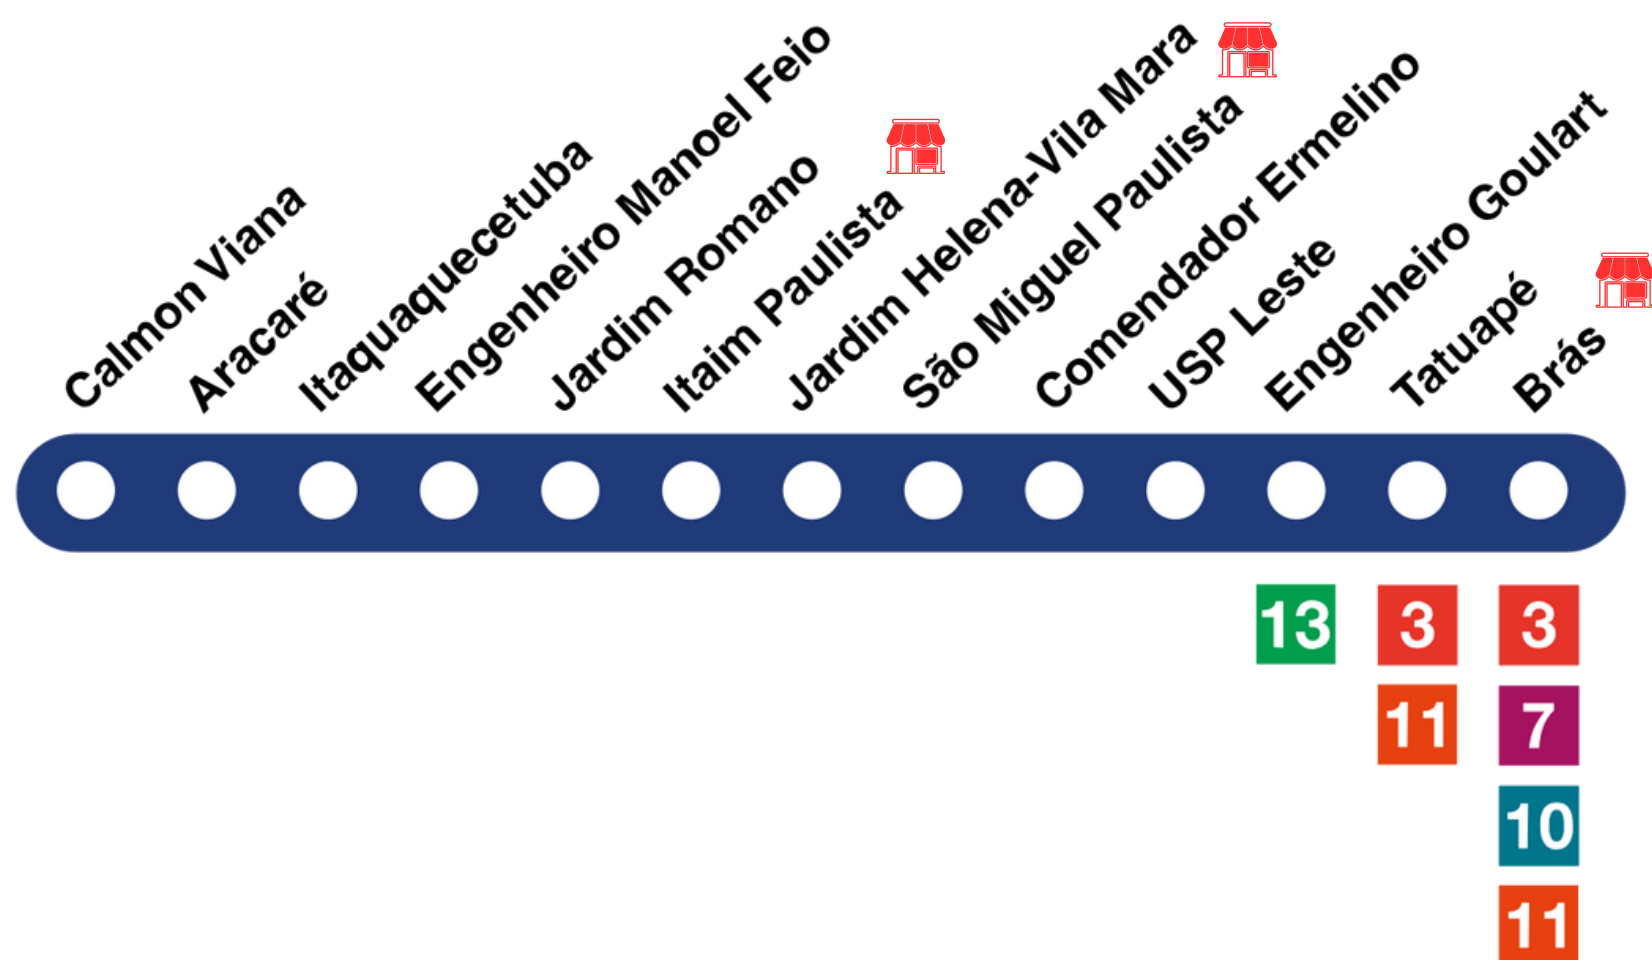 Calmon Viana
Aracaré
Itaquaquecetuba
Engenheiro Manoel Feio
Jardim Romano
Itaim Paulista
Jardim Helena-Vila Mara
São Miguel Paulista
Comendador Ermelino
USP Leste
Engenheiro Goulart
Tatuapé
Brás
13 3 3
11 7
10
11